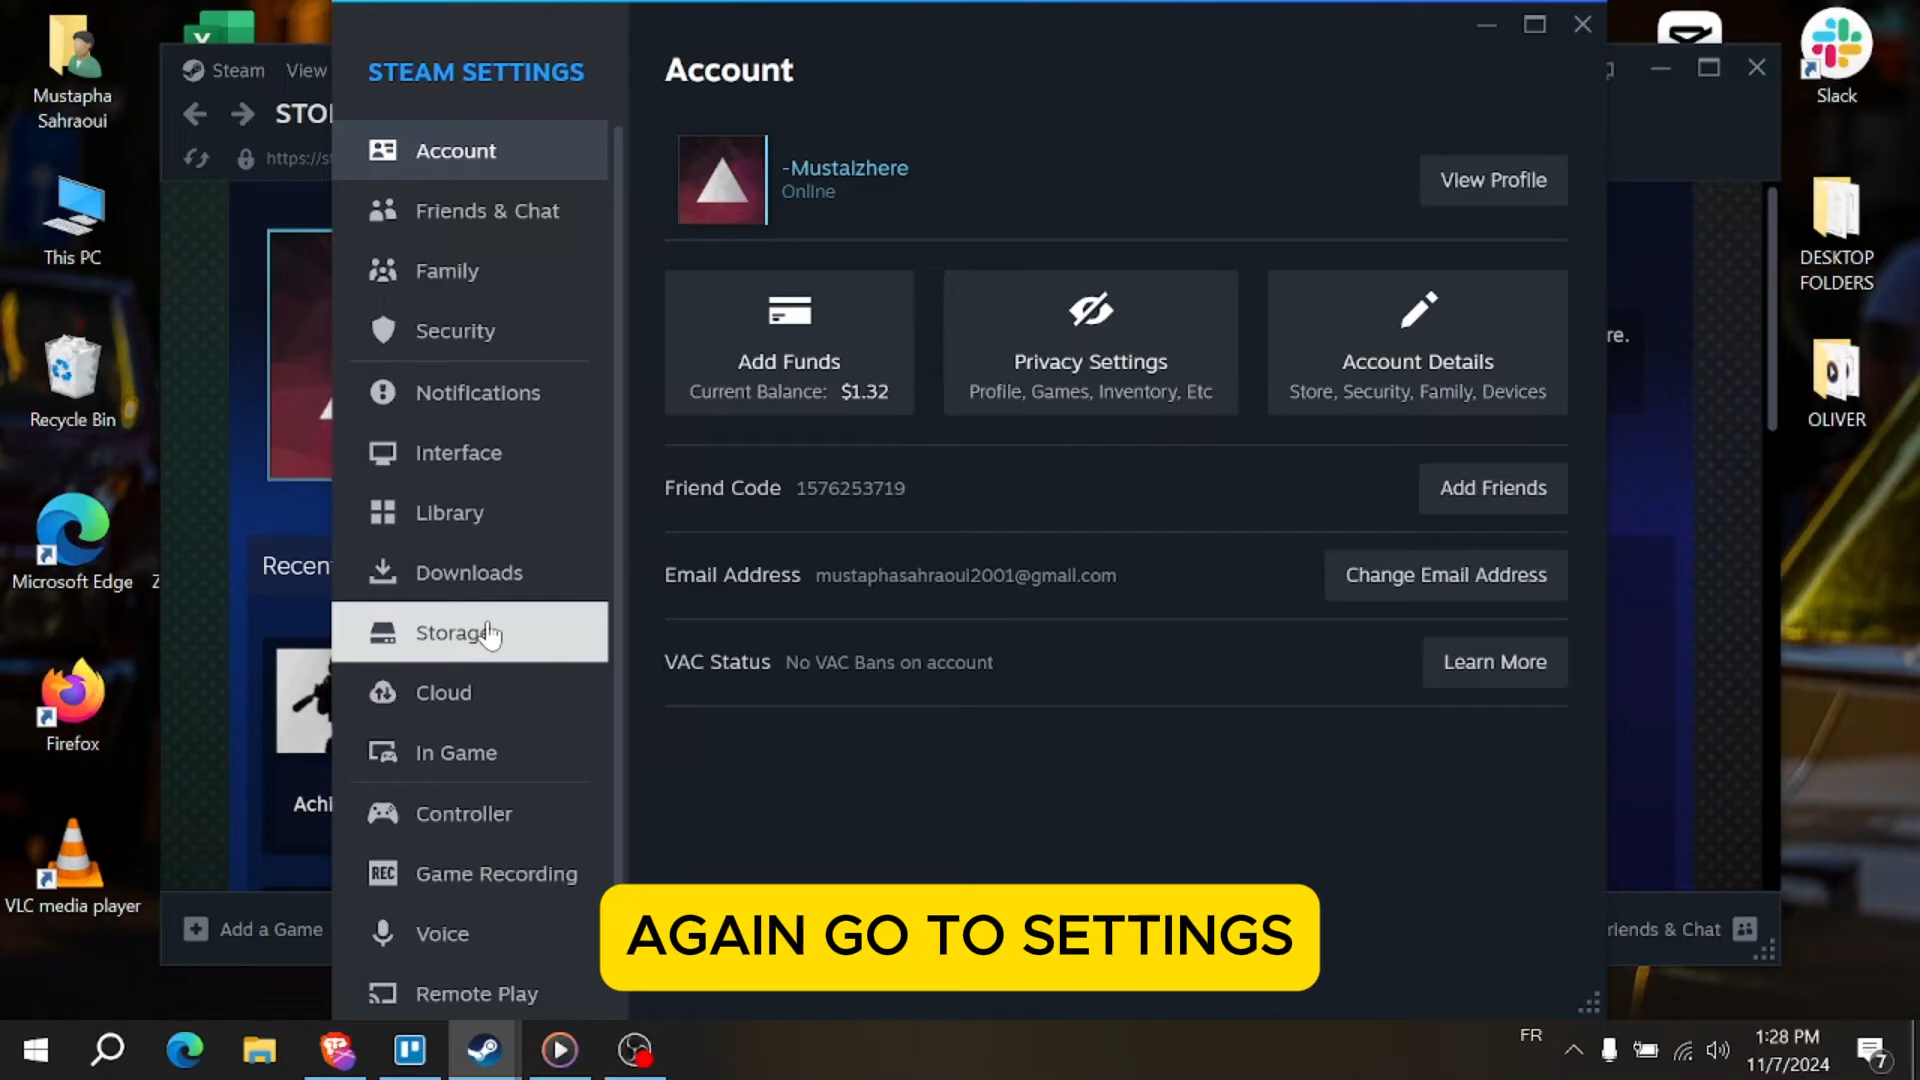 Mustapha
Sahraoui
This PC
Recycle Bin
Microsoft Edge
Firefox
VLC media player
Steam
View
STEAM SETTINGS
Account
Friends & Chat
Family
Security
Notifications
Interface
Library
Downloads
Storage
Cloud
In Game
Controller
REC
Game Recording
Voice
Remote Play
Account
-Mustalzhere
Online
View Profile
Add Funds
Current Balance: $1.32
Privacy Settings
Profile, Games, Inventory, Etc
Account Details
Store, Security, Family, Devices
Friend Code 1576253719
Add Friends
Email Address mustaphasahraoui2001@gmail.com
Change Email Address
VAC Status No VAC Bans on account
Learn More
Add a Game
AGAIN GO TO SETTINGS
Slack
DESKTOP
FOLDERS
OLIVER
FR
1:28 PM
11/7/2024
7